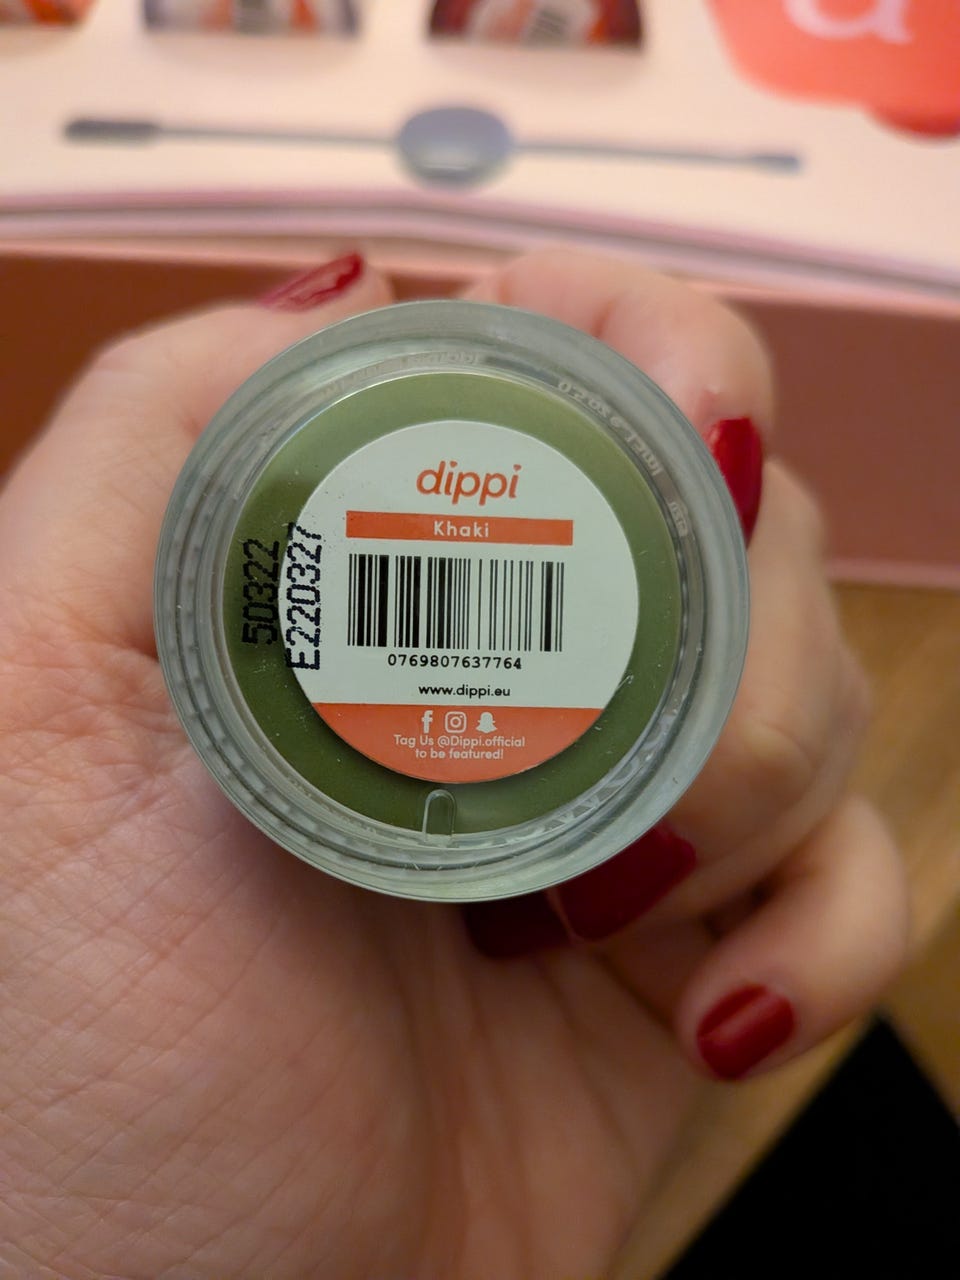 dippi
Khaki
0769807637764
www.dippi.eu
Tag Us @Dippi.official
to be featured!
50322
E220327